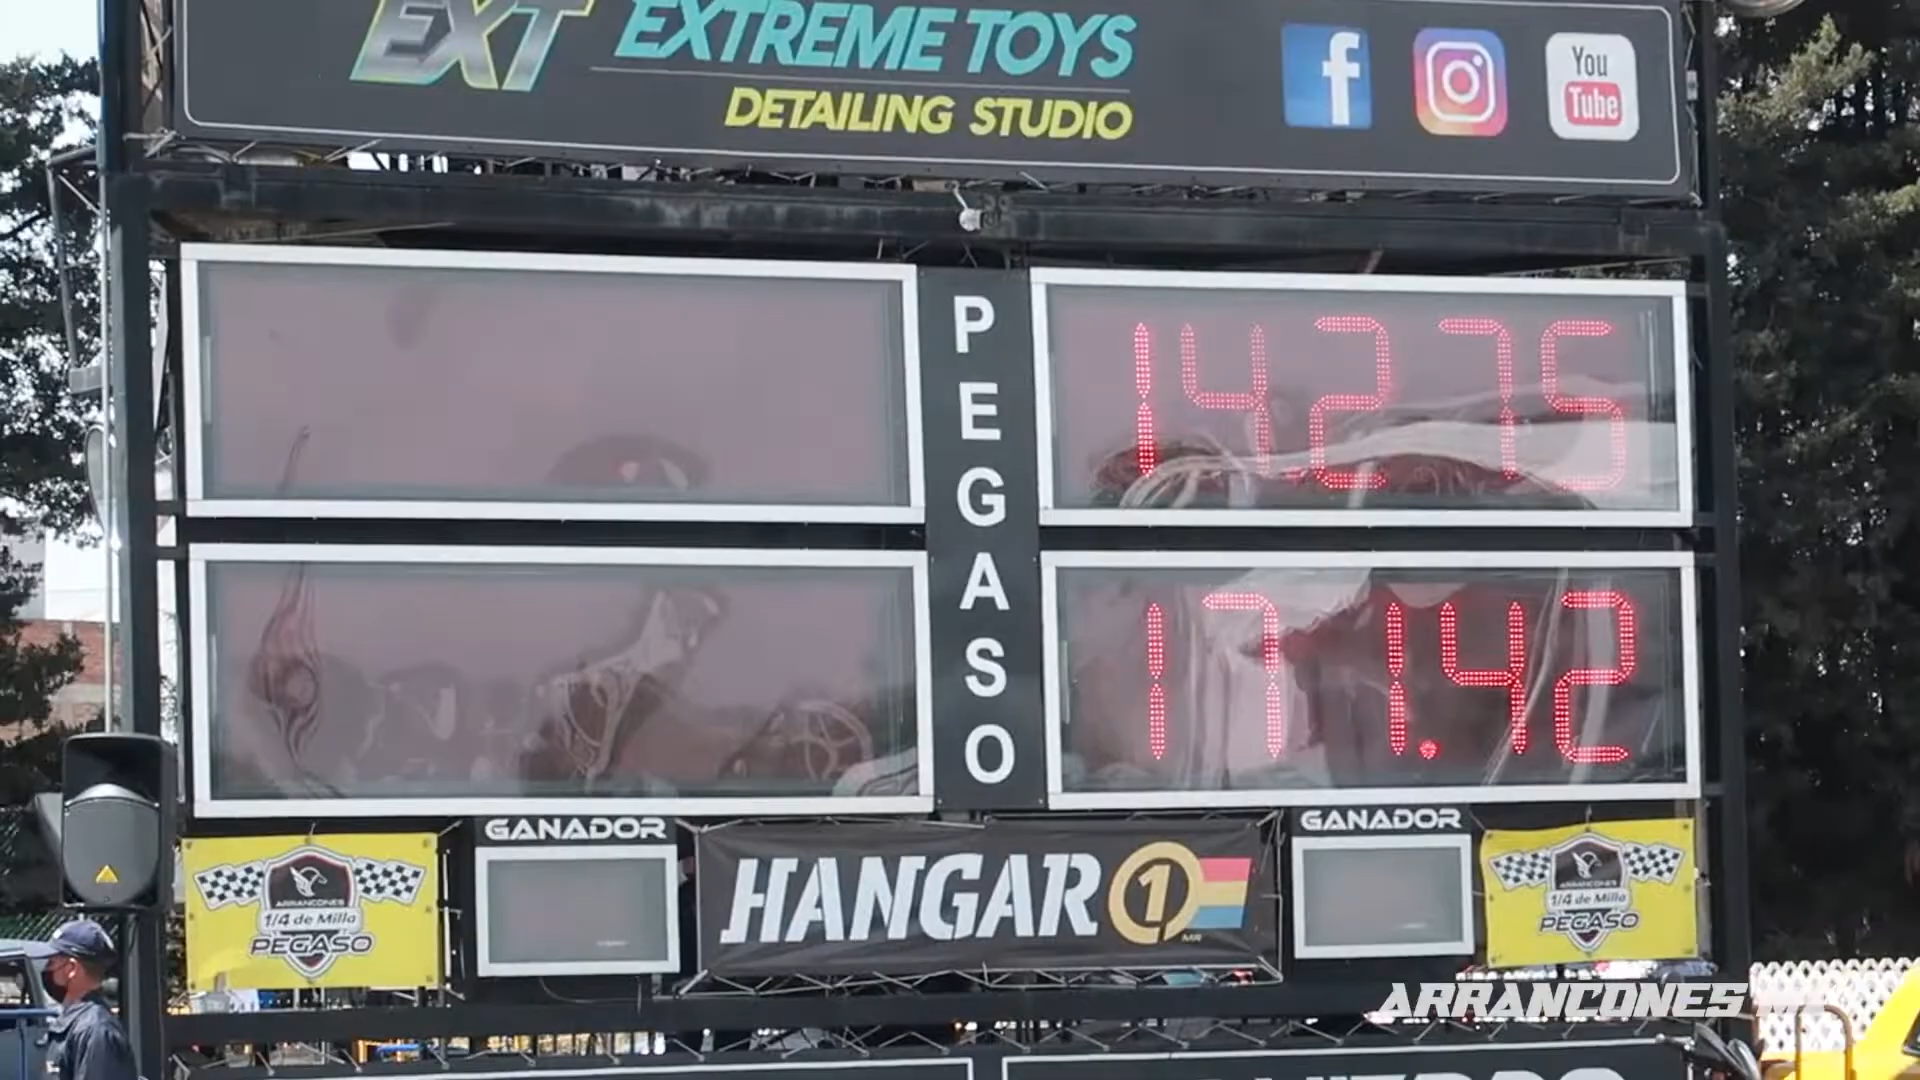 EXT EXTREME TOYS
DETAILING STUDIO
f
You
Tube
PEGASO
14.275
171.42
GANADOR
GANADOR
ARRANCONES
1/4 de Milla
PEGASO
HANGAR 1
MR
ARRANCONES
1/4 de Milla
PEGASO
ARRANCONES